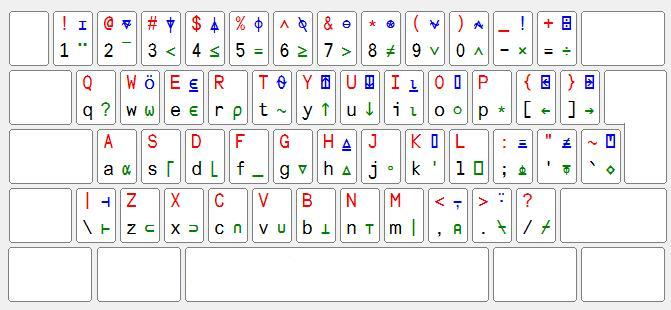 ! ⌶ @ ⍫ # ⍒ $ ⍋ % ⌽ ^ ⍉ & ⊖ * ⍟ ( ⍱ ) ⍲ _ ! + ⌹
1 ¨ 2 ¯ 3 < 4 ≤ 5 = 6 ≥ 7 > 8 ≠ 9 ∨ 0 ∧ - × = ÷
Q W ö E ⍷ R T Y ⍐ U ⍗ I ⍸ O P { ⍇ } ⍈
q ? w ω e ∊ r ⍴ t ~ y ↑ u ↓ i ⍳ o ○ p * [ ← ] →
A S D F G H ⍙ J K ⌷ L : ≡ " ≢ ~ ⍞
a ⍺ s ⌈ d ⌊ f _ g ∇ h ∆ j ∘ k ' l ⎕ ; ⍎ ' ⍕ ` ⋄
| ⊣ Z X C V B N M < ⍪ > ?
\ ⊢ z ⊂ x ⊃ c ∩ v ∪ b ⊥ n ⊤ m | , ⍝ . ⍀ / ⌿